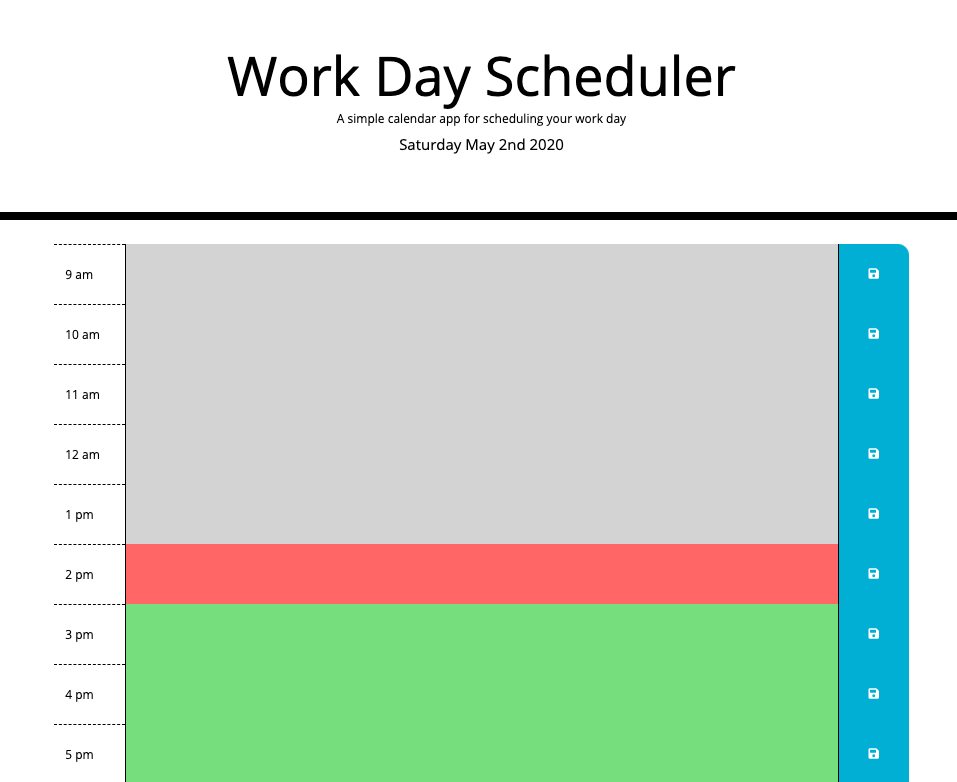 Work Day Scheduler
A simple calendar app for scheduling your work day
Saturday May 2nd 2020
9 am
10 am
11 am
12 am
1 pm
2 pm
3 pm
4 pm
5 pm